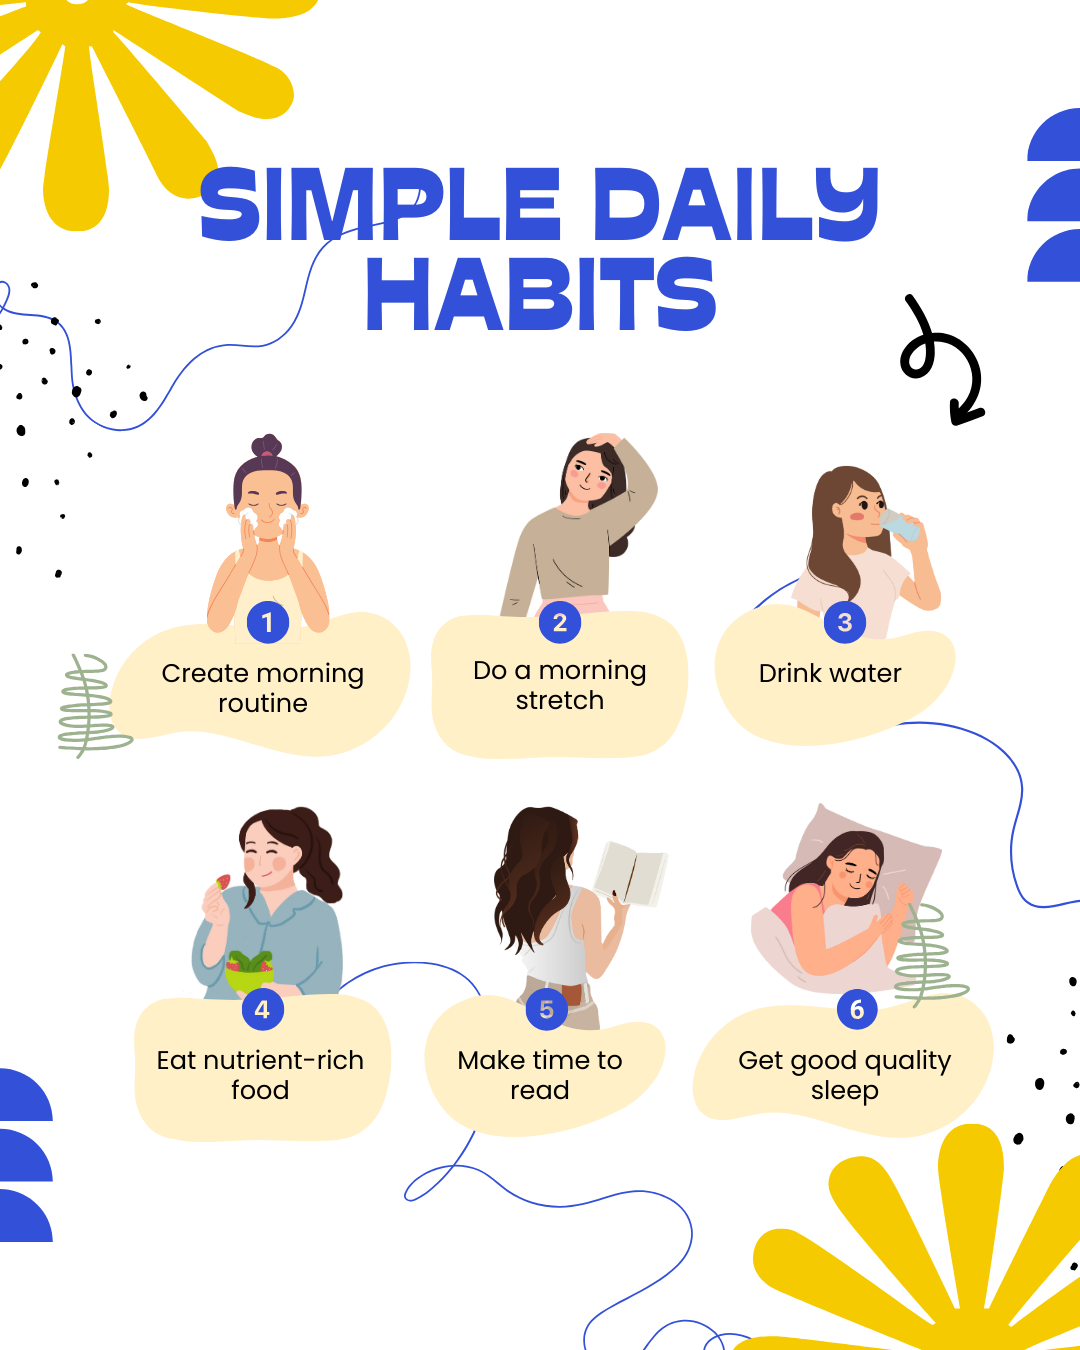 SIMPLE DAILY
HABITS
1
Create morning
routine
2
Do a morning
stretch
3
Drink water
4
Eat nutrient-rich
food
5
Make time to
read
6
Get good quality
sleep